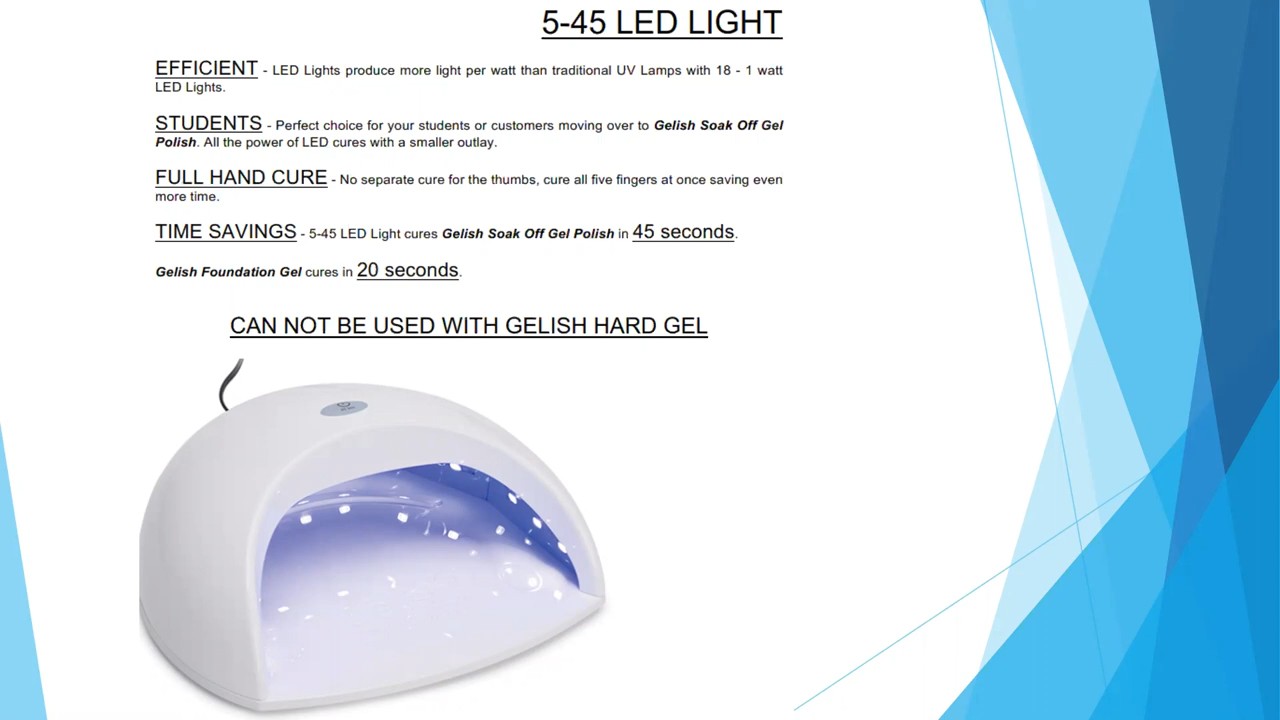 5-45 LED LIGHT
EFFICIENT - LED Lights produce more light per watt than traditional UV Lamps with 18 - 1 watt
LED Lights.
STUDENTS - Perfect choice for your students or customers moving over to Gelish Soak Off Gel
Polish. All the power of LED cures with a smaller outlay.
FULL HAND CURE - No separate cure for the thumbs, cure all five fingers at once saving even
more time.
TIME SAVINGS - 5-45 LED Light cures Gelish Soak Off Gel Polish in 45 seconds.
Gelish Foundation Gel cures in 20 seconds.
CAN NOT BE USED WITH GELISH HARD GEL